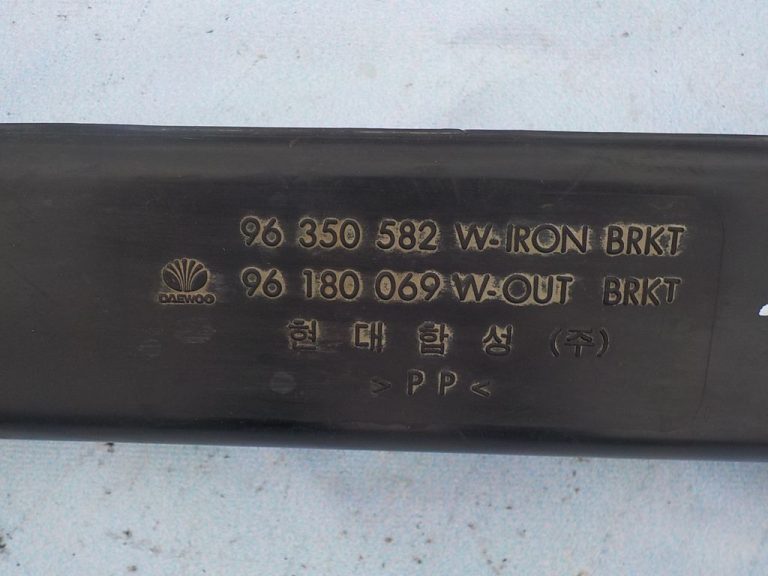 96 350 582 W-IRON BRKT
DAEWOO 96 180 069 W-OUT BRKT
현대합성 (주)
>PP<